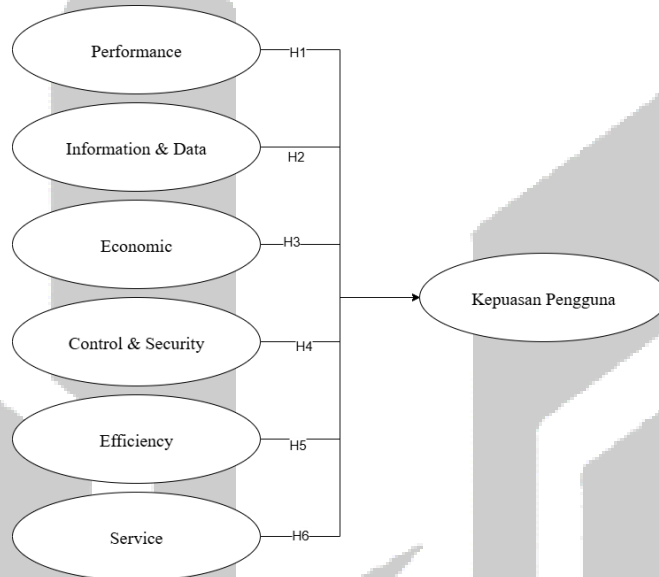 Performance
H1
Information & Data
H2
Economic
H3
Kepuasan Pengguna
Control & Security
H4
Efficiency
H5
Service
H6